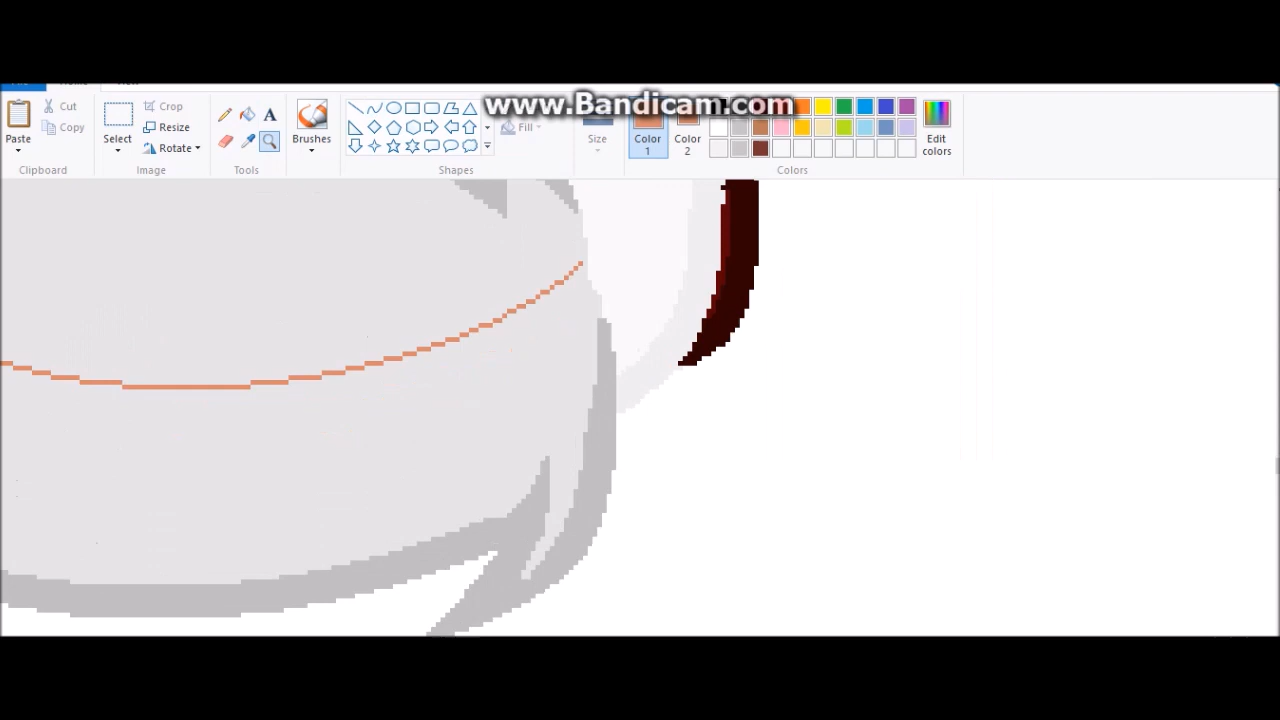 www.Bandicam.com
Paste
Cut
Copy
Clipboard
Select
Crop
Resize
Rotate
Image
Tools
Brushes
Fill
Shapes
Size
Color
1
Color
2
Edit
colors
Colors